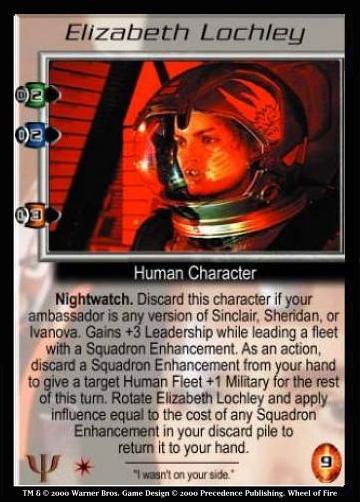 Elizabeth Lochley
02
02
03
Human Character
Nightwatch. Discard this character if your
ambassador is any version of Sinclair, Sheridan, or
Ivanova. Gains +3 Leadership while leading a fleet
with a Squadron Enhancement. As an action,
discard a Squadron Enhancement from your hand
to give a target Human Fleet +1 Military for the rest
of this turn. Rotate Elizabeth Lochley and apply
influence equal to the cost of any Squadron
Enhancement in your discard pile to
return it to your hand.
9
"I wasn't on your side."
TM & © 2000 Warner Bros. Game Design © 2000 Precedence Publishing. Wheel of Fire